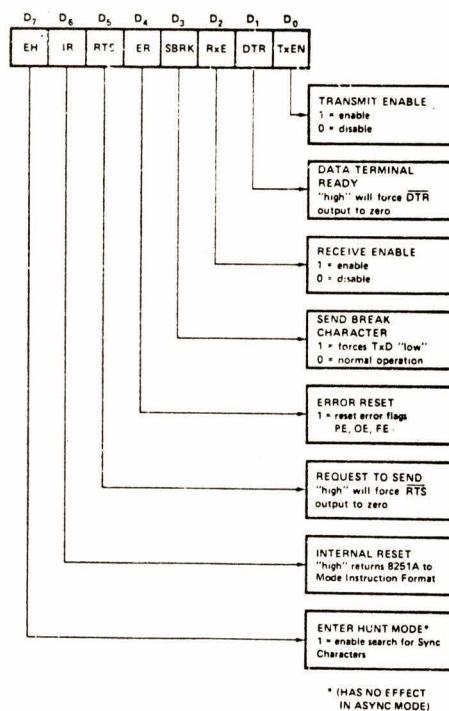 D7 D6 D5 D4 D3 D2 D1 D0
EH IR RTS ER SBRK RxE DTR TxEN
TRANSMIT ENABLE
1 = enable
0 = disable
DATA TERMINAL
READY
"high" will force DTR
output to zero
RECEIVE ENABLE
1 = enable
0 = disable
SEND BREAK
CHARACTER
1 = forces TxD "low"
0 = normal operation
ERROR RESET
1 = reset error flags
PE, OE, FE
REQUEST TO SEND
"high" will force RTS
output to zero
INTERNAL RESET
"high" returns 8251A to
Mode Instruction Format
ENTER HUNT MODE*
1 = enable search for Sync
Characters
* (HAS NO EFFECT
IN ASYNC MODE)